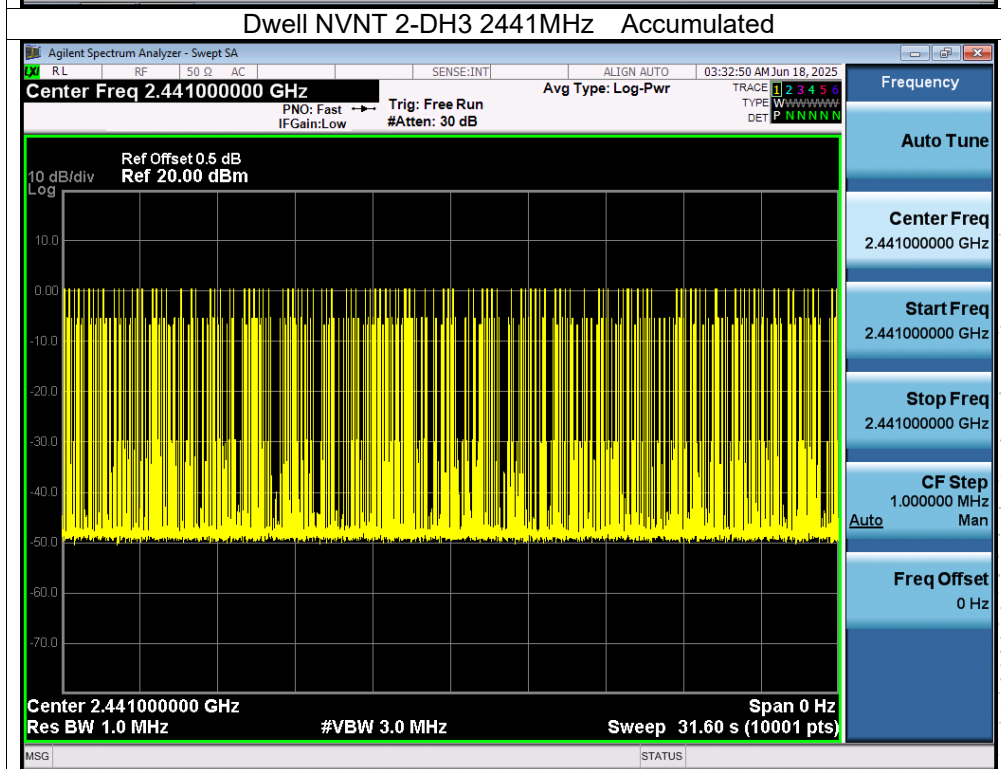 Dwell NVNT 2-DH3 2441MHz Accumulated
Agilent Spectrum Analyzer - Swept SA
LXI RL RF 50 Ω AC SENSE:INT ALIGN AUTO 03:32:50 AM Jun 18, 2025
Center Freq 2.441000000 GHz Avg Type: Log-Pwr TRACE 1 2 3 4 5 6
PNO: Fast Trig: Free Run TYPE WWWWWWW
IFGain:Low #Atten: 30 dB DET P N N N N N
Frequency
Ref Offset 0.5 dB
10 dB/div Ref 20.00 dBm
Log
10.0
0.00
-10.0
-20.0
-30.0
-40.0
-50.0
-60.0
-70.0
Center 2.441000000 GHz Span 0 Hz
Res BW 1.0 MHz #VBW 3.0 MHz Sweep 31.60 s (10001 pts)
Auto Tune
Center Freq
2.441000000 GHz
Start Freq
2.441000000 GHz
Stop Freq
2.441000000 GHz
CF Step
1.000000 MHz
Auto Man
Freq Offset
0 Hz
MSG STATUS